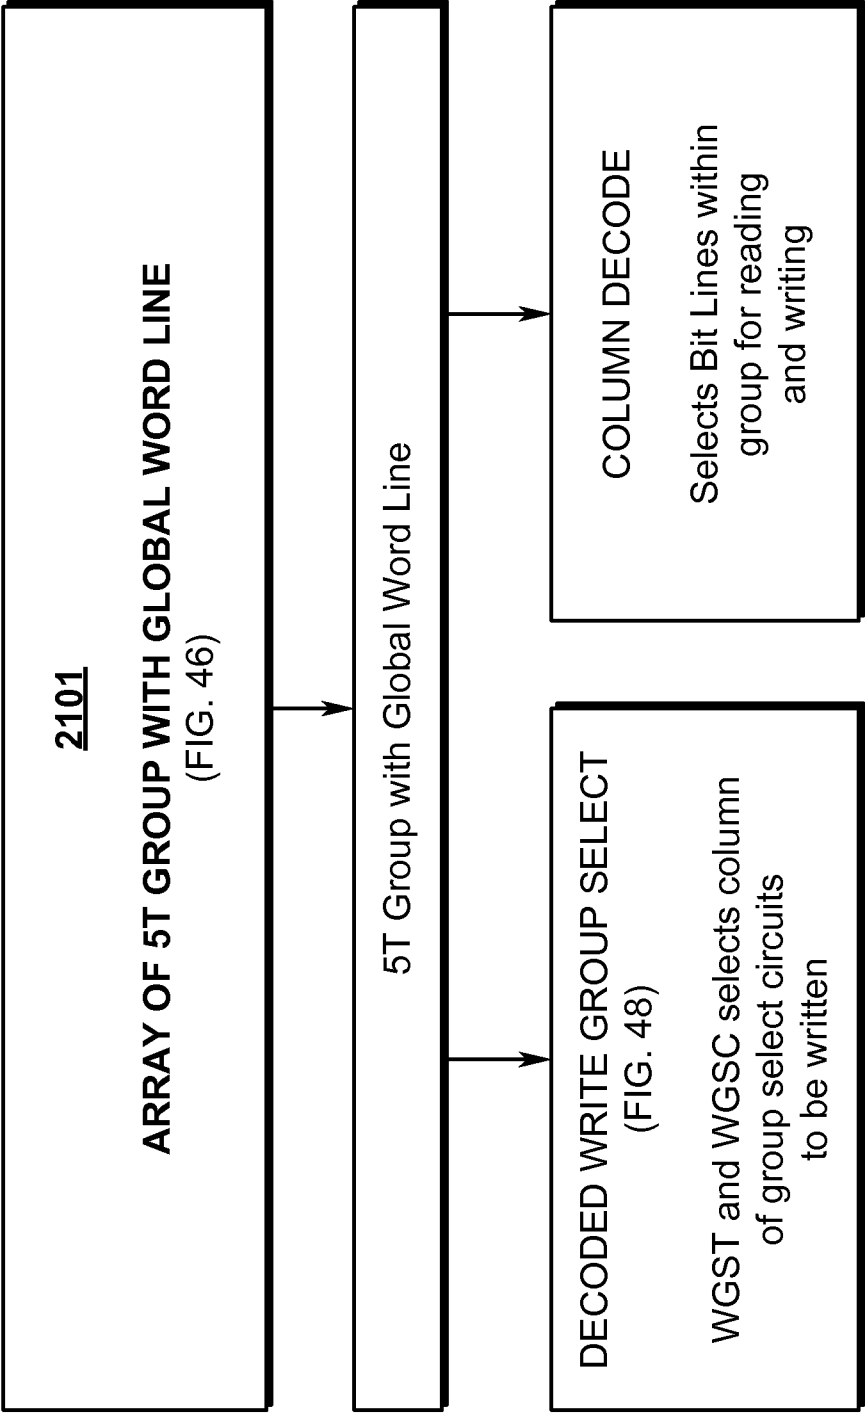 2101
ARRAY OF 5T GROUP WITH GLOBAL WORD LINE
(FIG. 46)
5T Group with Global Word Line
DECODED WRITE GROUP SELECT
(FIG. 48)
WGST and WGSC selects column
of group select circuits
to be written
COLUMN DECODE
Selects Bit Lines within
group for reading
and writing